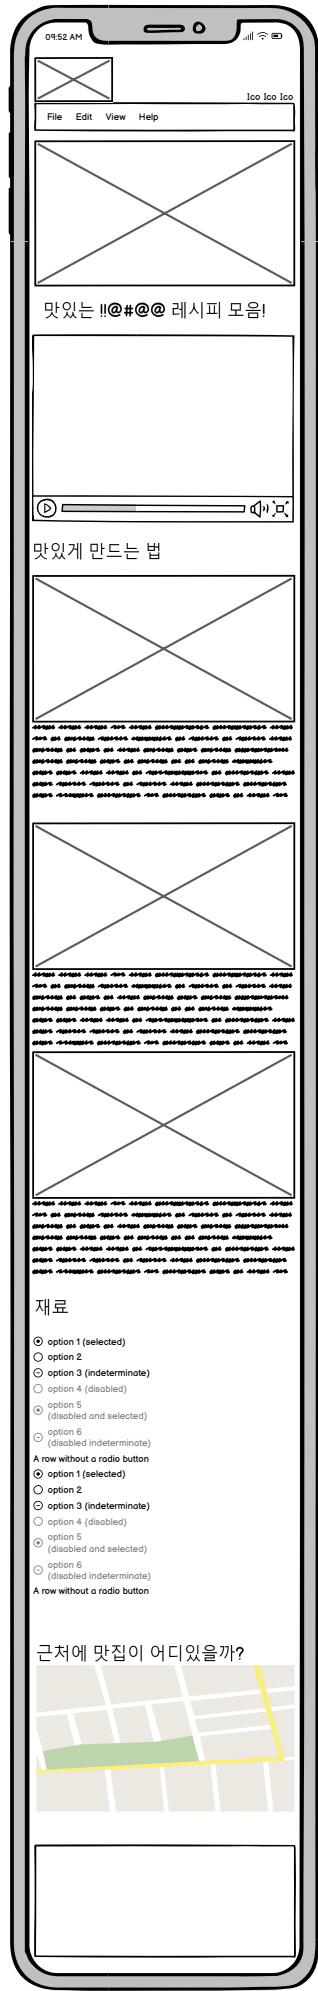 09:52 AM
Ico Ico Ico
File Edit View Help
맛있는 !!@#@@ 레시피 모음!
맛있게 만드는 법
재료
option 1 (selected)
option 2
option 3 (indeterminate)
option 4 (disabled)
option 5
(disabled and selected)
option 6
(disabled indeterminate)
A row without a radio button
option 1 (selected)
option 2
option 3 (indeterminate)
option 4 (disabled)
option 5
(disabled and selected)
option 6
(disabled indeterminate)
A row without a radio button
근처에 맛집이 어디있을까?